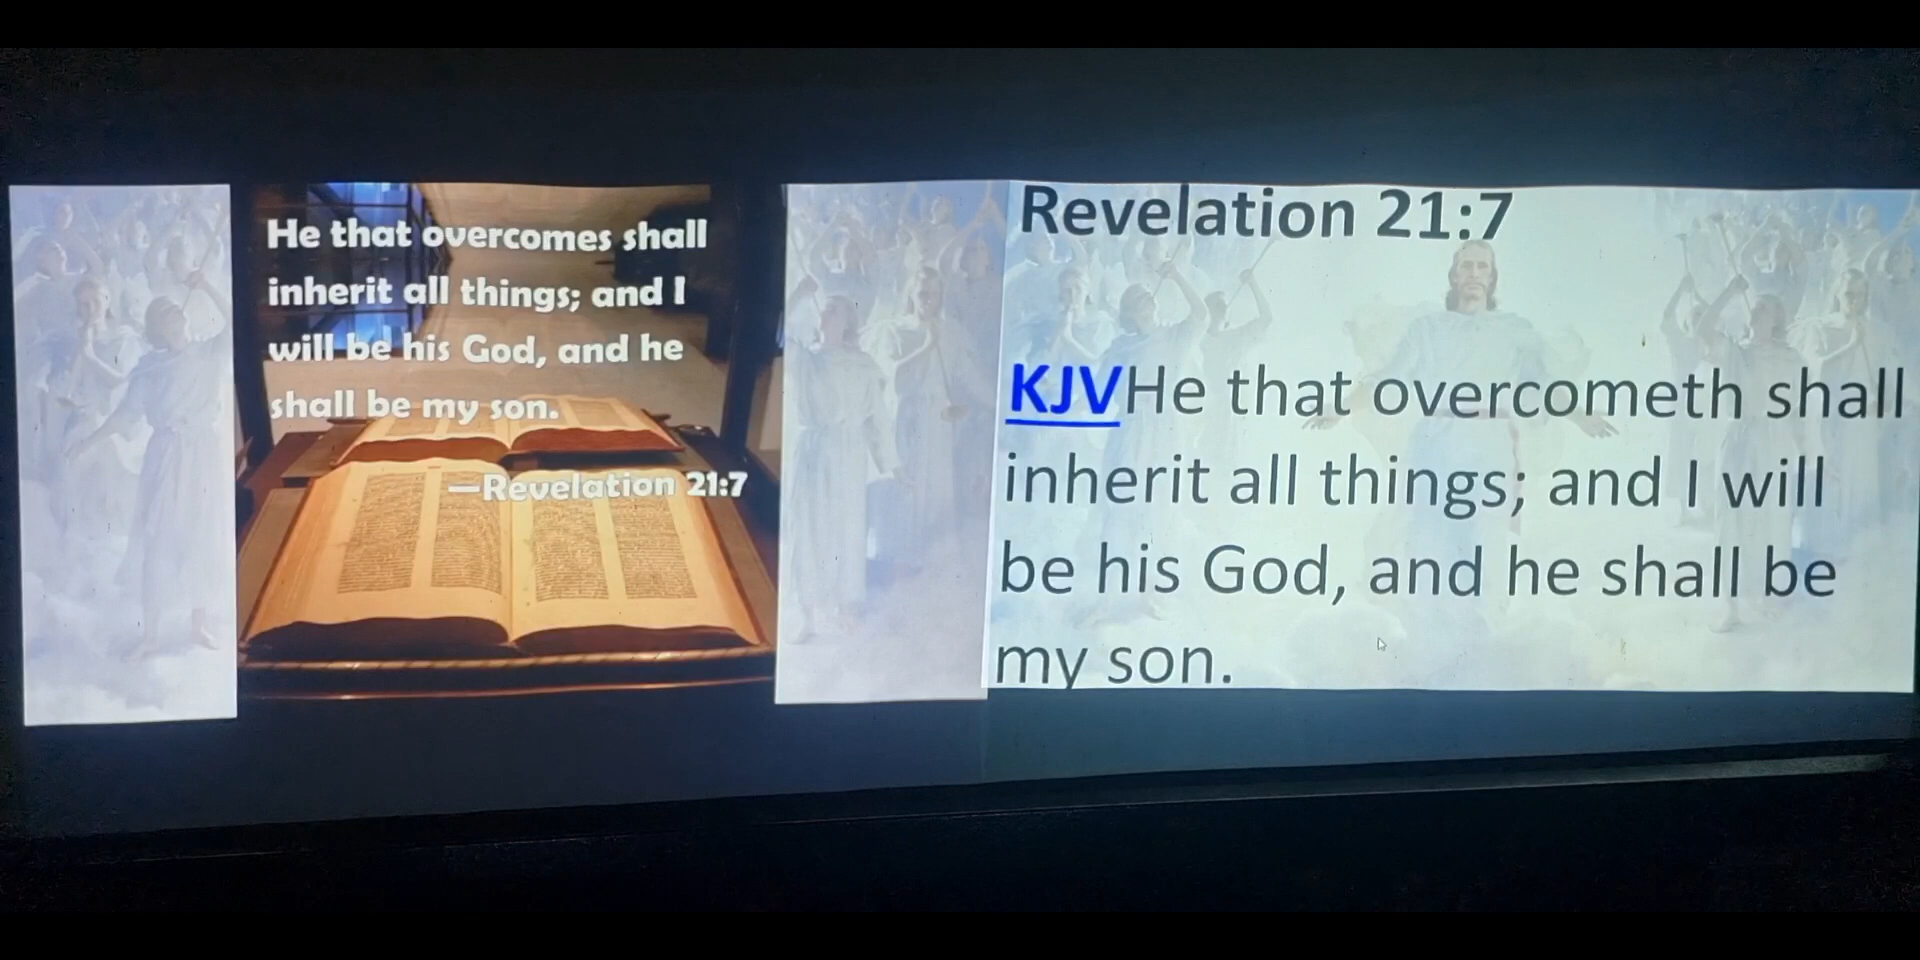 He that overcomes shall
inherit all things; and I
will be his God, and he
shall be my son.
—Revelation 21:7
Revelation 21:7
KJVHe that overcometh shall
inherit all things; and I will
be his God, and he shall be
my son.